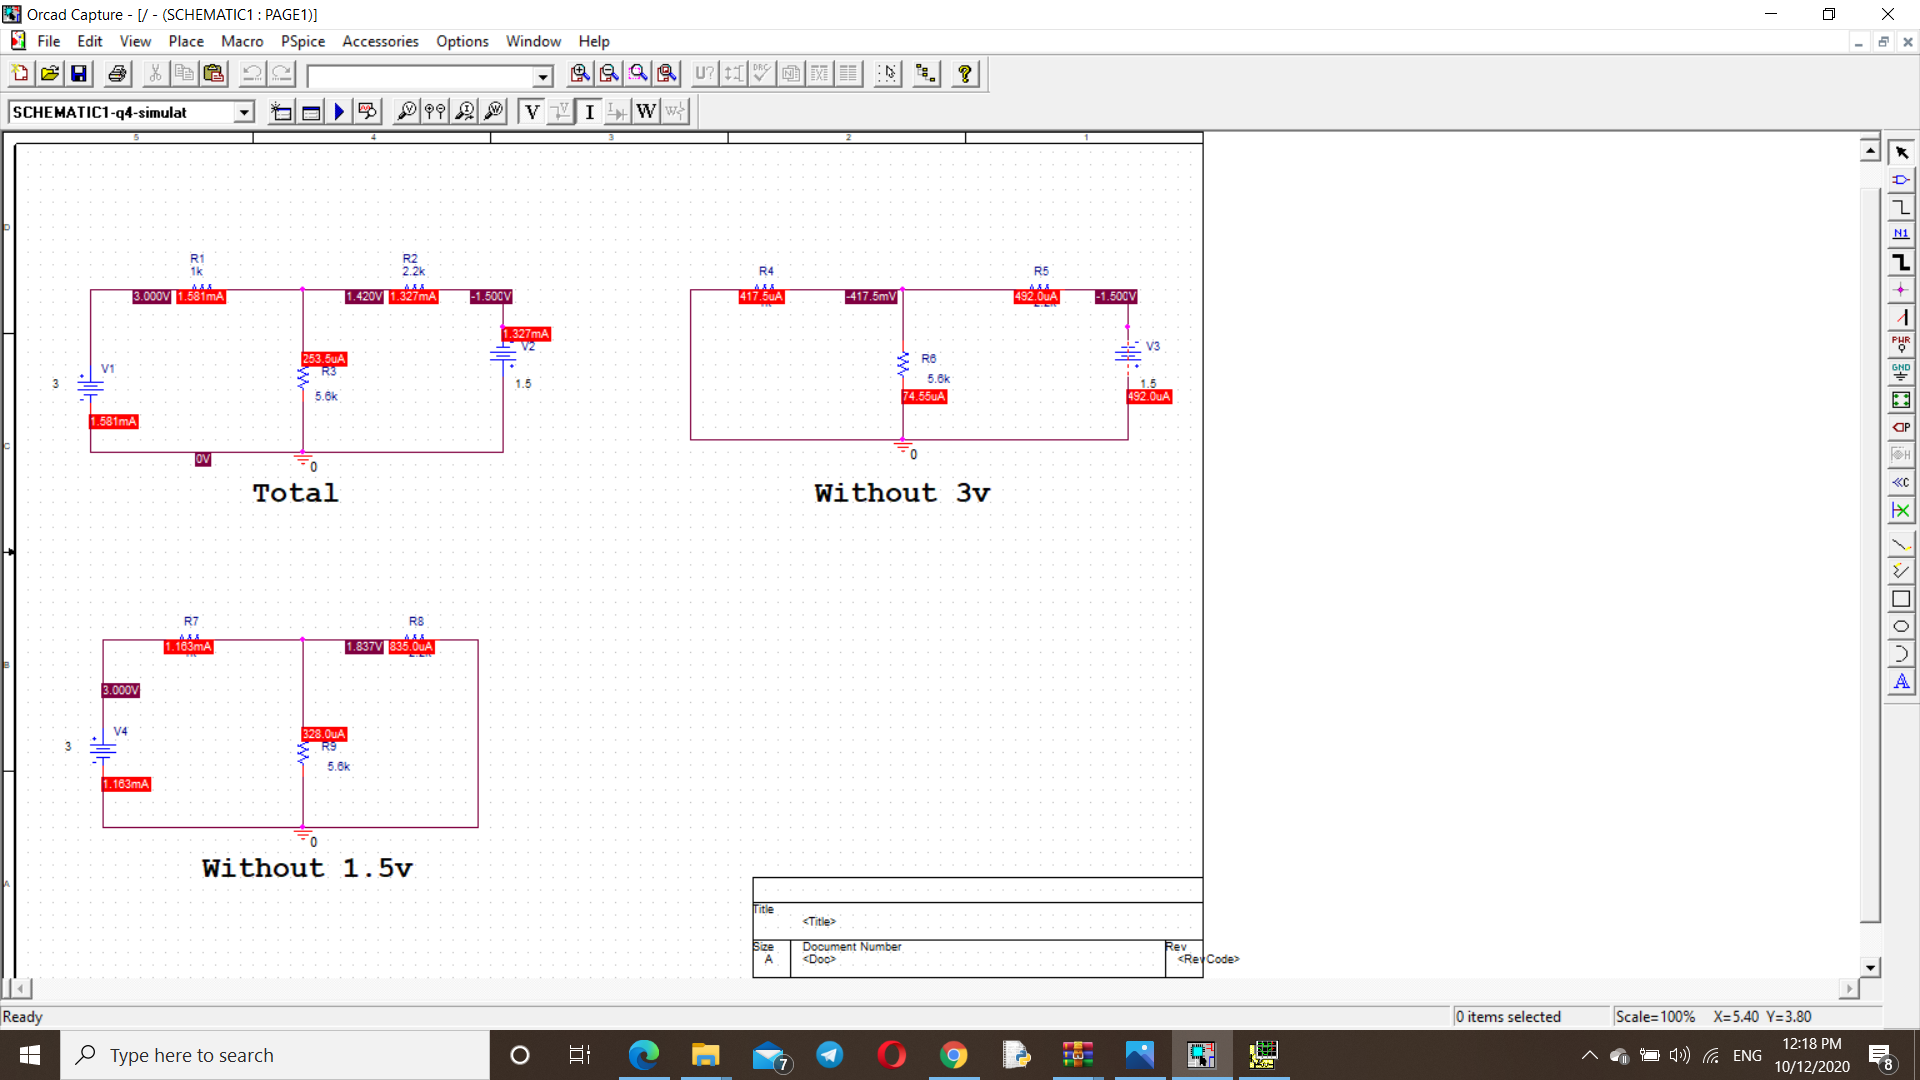 Orcad Capture - [/ - (SCHEMATIC1 : PAGE1)]
File Edit View Place Macro PSpice Accessories Options Window Help
U?
DRC
SCHEMATIC1-q4-simulat
V I W
5 4 3 2 1
D
C
B
A
R1
1k
3.000V 1.581mA
R2
2.2k
1.420V 1.327mA -1.500V
1.327mA
V2
1.5
253.5uA
R3
5.6k
V1
3
1.581mA
0V
0
Total
R4
417.5uA
-417.5mV
R5
492.0uA
-1.500V
V3
1.5
492.0uA
R6
5.6k
74.55uA
0
Without 3v
R7
1.163mA
R8
1.837V 835.0uA
3.000V
V4
3
1.163mA
328.0uA
R9
5.6k
0
Without 1.5v
Title
<Title>
Size
A
Document Number
<Doc>
Rev
<RevCode>
N1
PWR
GND
P
H
C
A
Ready
0 items selected
Scale=100% X=5.40 Y=3.80
Type here to search
7
ENG
12:18 PM
10/12/2020
8